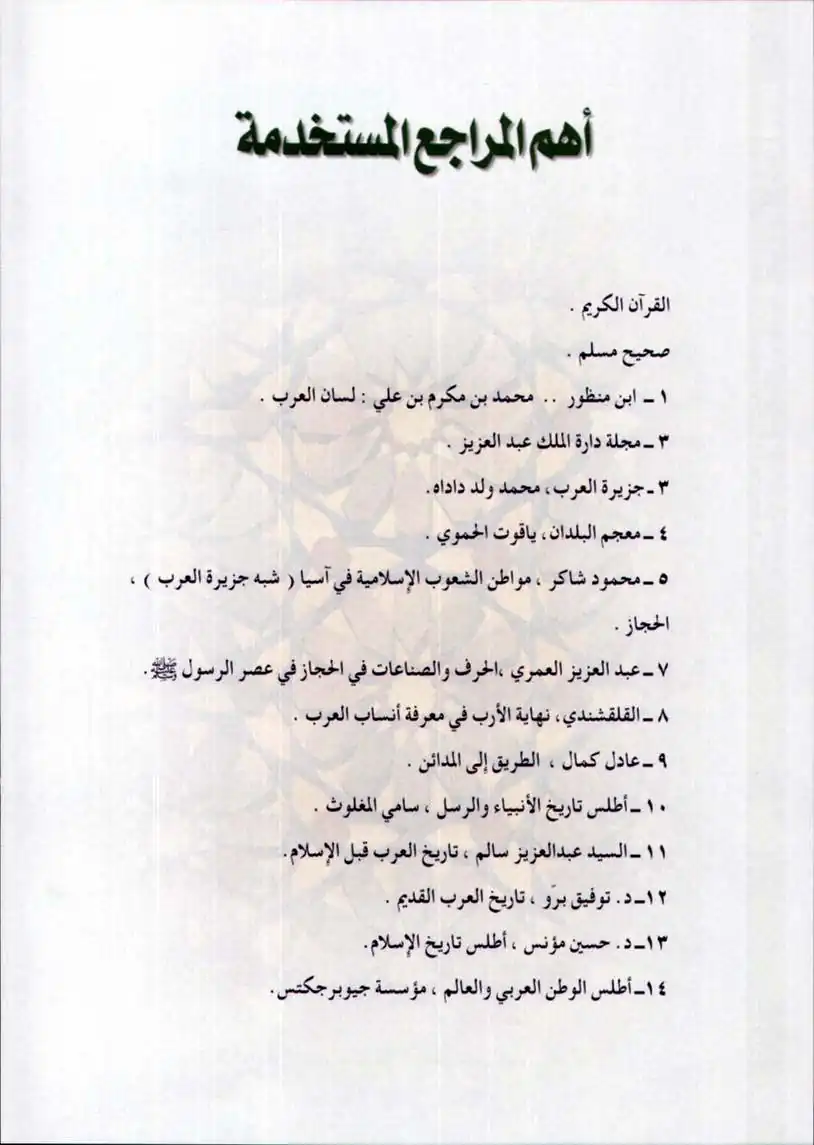 أهم المراجع المستخدمة
القرآن الكريم .
صحيح مسلم .
١ ـ ابن منظور .. محمد بن مكرم بن علي : لسان العرب .
٣ ـ مجلة دارة الملك عبد العزيز .
٣ ـ جزيرة العرب، محمد ولد داداه.
٤ ـ معجم البلدان، ياقوت الحموي .
٥ ـ محمود شاكر ، مواطن الشعوب الإسلامية في آسيا ( شبه جزيرة العرب ) ،
الحجاز .
٧ ـ عبد العزيز العمري ،الحرف والصناعات في الحجاز في عصر الرسول ﷺ.
٨ ـ القلقشندي، نهاية الأرب في معرفة أنساب العرب .
٩ ـ عادل كمال ، الطريق إلى المدائن .
١٠ ـ أطلس تاريخ الأنبياء والرسل ، سامي المغلوث .
١١ ـ السيد عبدالعزيز سالم ، تاريخ العرب قبل الإسلام.
١٢ـ د. توفيق برّو ، تاريخ العرب القديم .
١٣ـ د. حسين مؤنس ، أطلس تاريخ الإسلام.
١٤ـ أطلس الوطن العربي والعالم ، مؤسسة جيوبرجكتس.